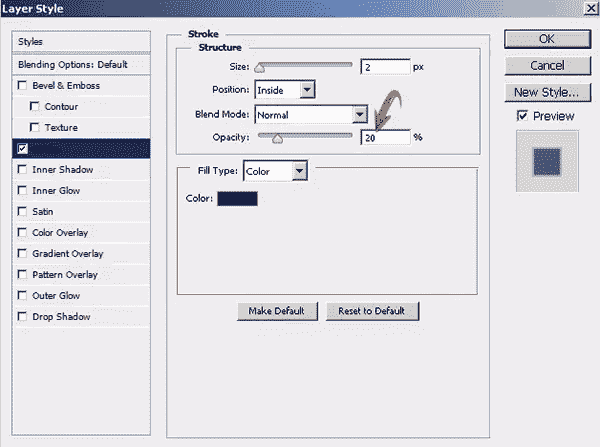 Layer Style
Styles
Blending Options: Default
Bevel & Emboss
Contour
Texture
Inner Shadow
Inner Glow
Satin
Color Overlay
Gradient Overlay
Pattern Overlay
Outer Glow
Drop Shadow
Stroke
Structure
Size: 2 px
Position: Inside
Blend Mode: Normal
Opacity: 20 %
Fill Type: Color
Color:
Make Default Reset to Default
OK
Cancel
New Style...
Preview